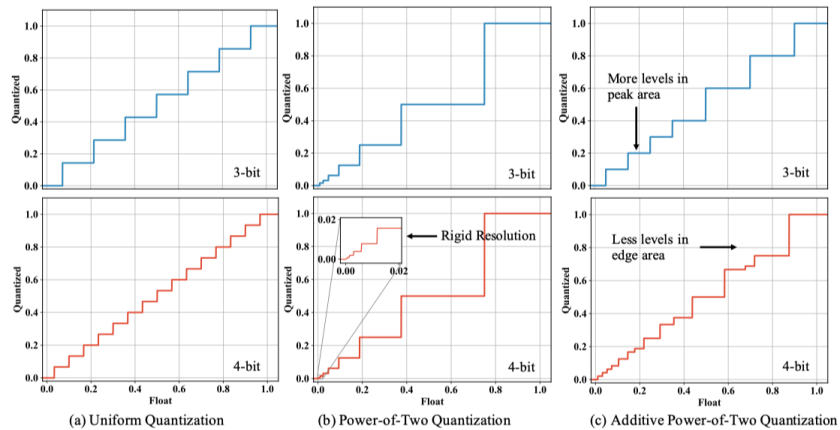 1.0
0.8
0.6
0.4
0.2
0.0
Quantized
3-bit
1.0
0.8
0.6
0.4
0.2
0.0
Quantized
3-bit
1.0
0.8
0.6
0.4
0.2
0.0
Quantized
More levels in
peak area
3-bit
1.0
0.8
0.6
0.4
0.2
0.0
Quantized
4-bit
0.0 0.2 0.4 0.6 0.8 1.0
Float
(a) Uniform Quantization
1.0
0.8
0.6
0.4
0.2
0.0
Quantized
0.02
0.00
0.00 0.02
Rigid Resolution
4-bit
0.0 0.2 0.4 0.6 0.8 1.0
Float
(b) Power-of-Two Quantization
1.0
0.8
0.6
0.4
0.2
0.0
Quantized
Less levels in
edge area
4-bit
0.0 0.2 0.4 0.6 0.8 1.0
Float
(c) Additive Power-of-Two Quantization